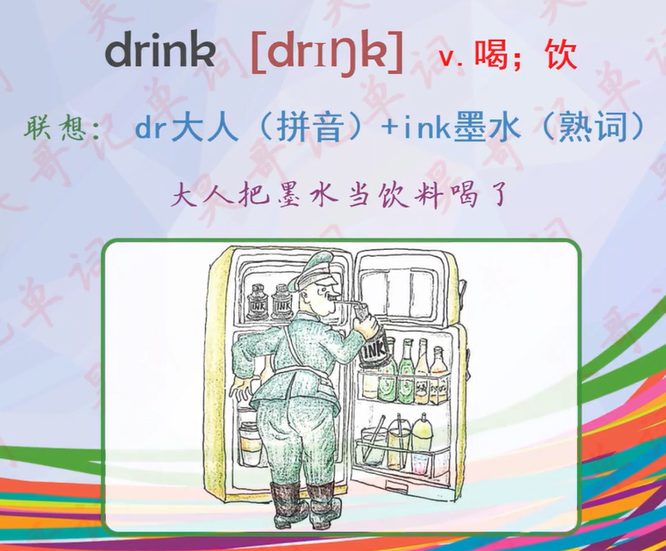 drink [drɪŋk] v.喝；饮
联想： dr大人（拼音）+ink墨水（熟词）
大人把墨水当饮料喝了
INK INK
INK